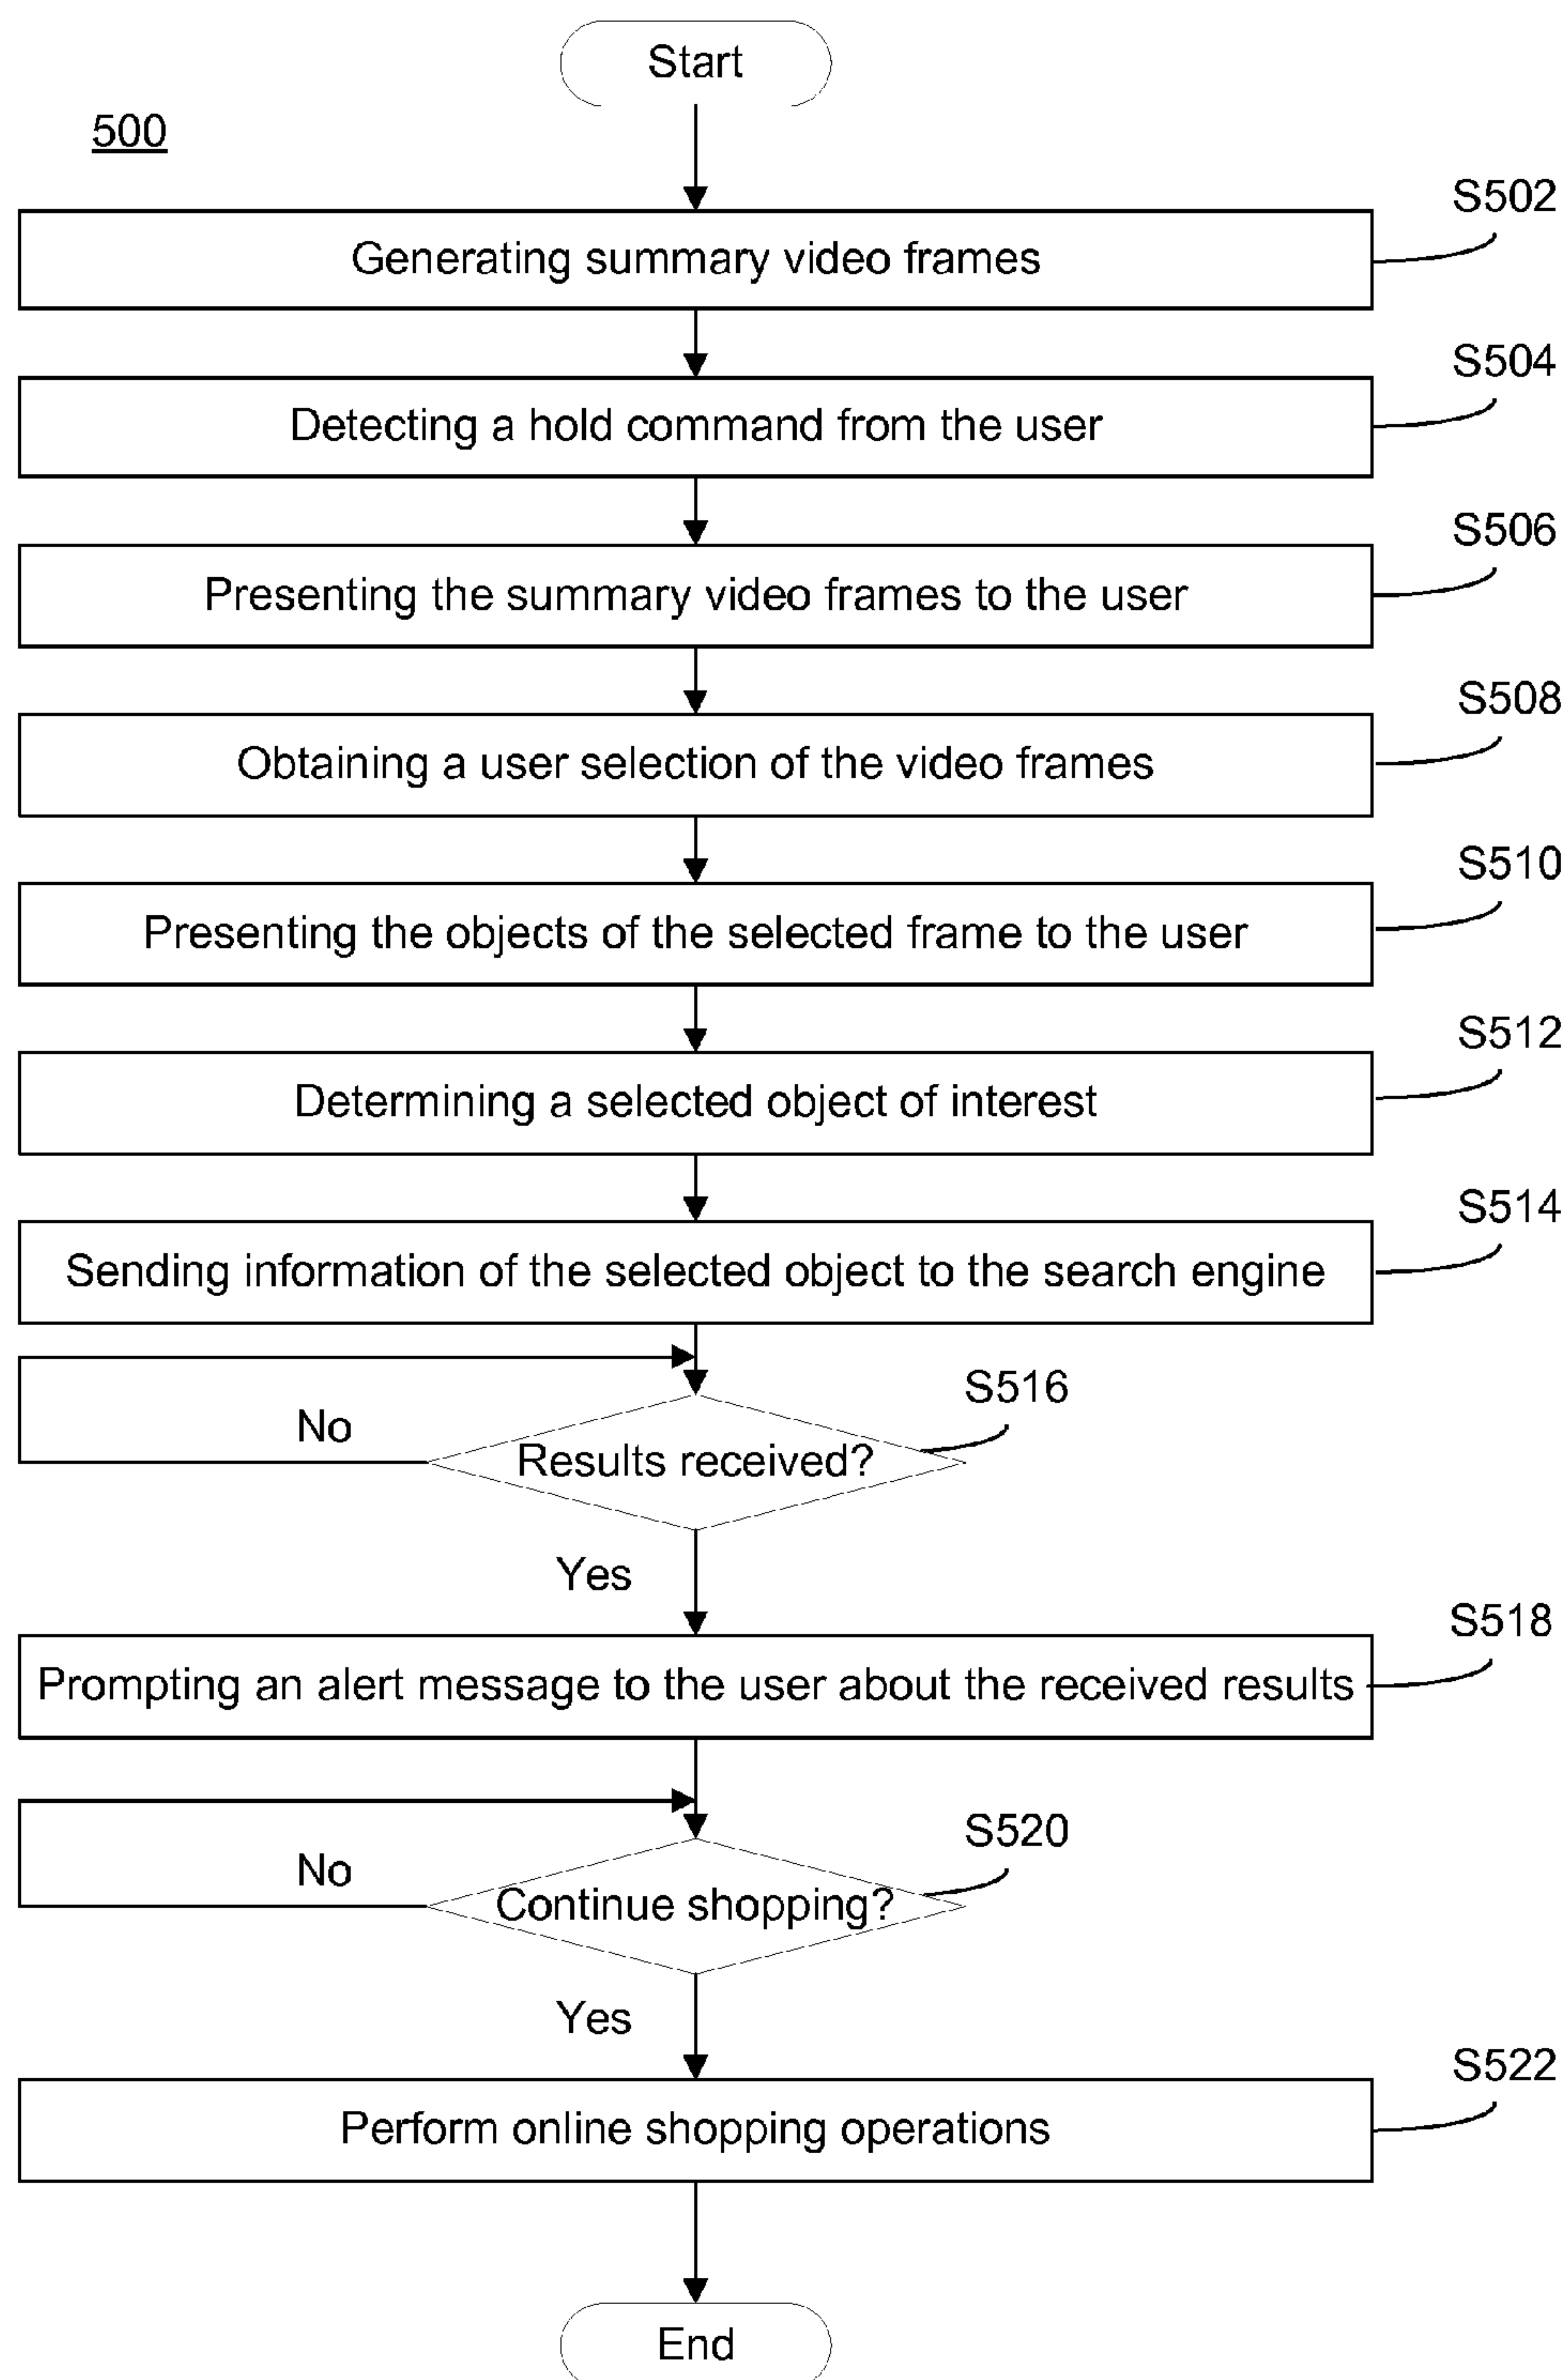 Start
500
S502
Generating summary video frames
S504
Detecting a hold command from the user
S506
Presenting the summary video frames to the user
S508
Obtaining a user selection of the video frames
S510
Presenting the objects of the selected frame to the user
S512
Determining a selected object of interest
S514
Sending information of the selected object to the search engine
S516
No
Results received?
Yes
S518
Prompting an alert message to the user about the received results
S520
No
Continue shopping?
Yes
S522
Perform online shopping operations
End